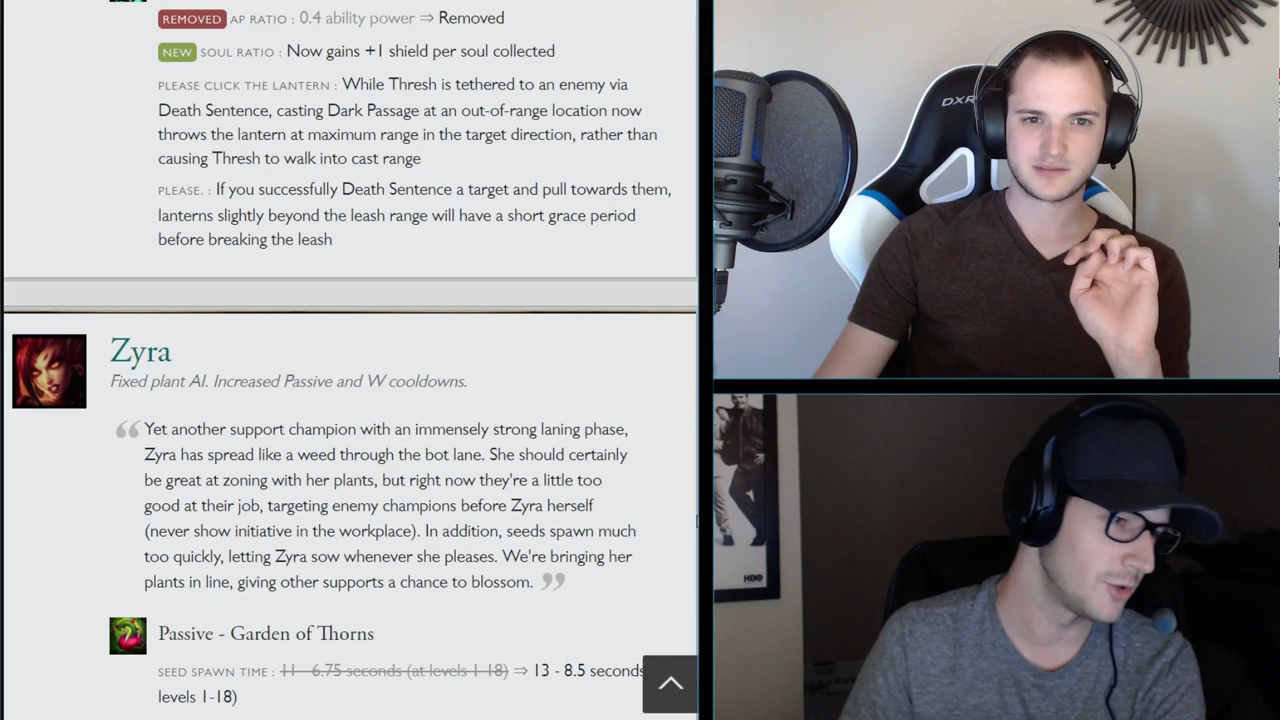 REMOVED AP RATIO : 0.4 ability power ⇒ Removed
NEW SOUL RATIO : Now gains +1 shield per soul collected
PLEASE CLICK THE LANTERN : While Thresh is tethered to an enemy via
Death Sentence, casting Dark Passage at an out-of-range location now
throws the lantern at maximum range in the target direction, rather than
causing Thresh to walk into cast range
PLEASE. : If you successfully Death Sentence a target and pull towards them,
lanterns slightly beyond the leash range will have a short grace period
before breaking the leash
Zyra
Fixed plant AI. Increased Passive and W cooldowns.
“ Yet another support champion with an immensely strong laning phase,
Zyra has spread like a weed through the bot lane. She should certainly
be great at zoning with her plants, but right now they're a little too
good at their job, targeting enemy champions before Zyra herself
(never show initiative in the workplace). In addition, seeds spawn much
too quickly, letting Zyra sow whenever she pleases. We're bringing her
plants in line, giving other supports a chance to blossom. ”
Passive - Garden of Thorns
SEED SPAWN TIME : 11 - 6.75 seconds (at levels 1-18) ⇒ 13 - 8.5 seconds
levels 1-18)
DXR
HBO